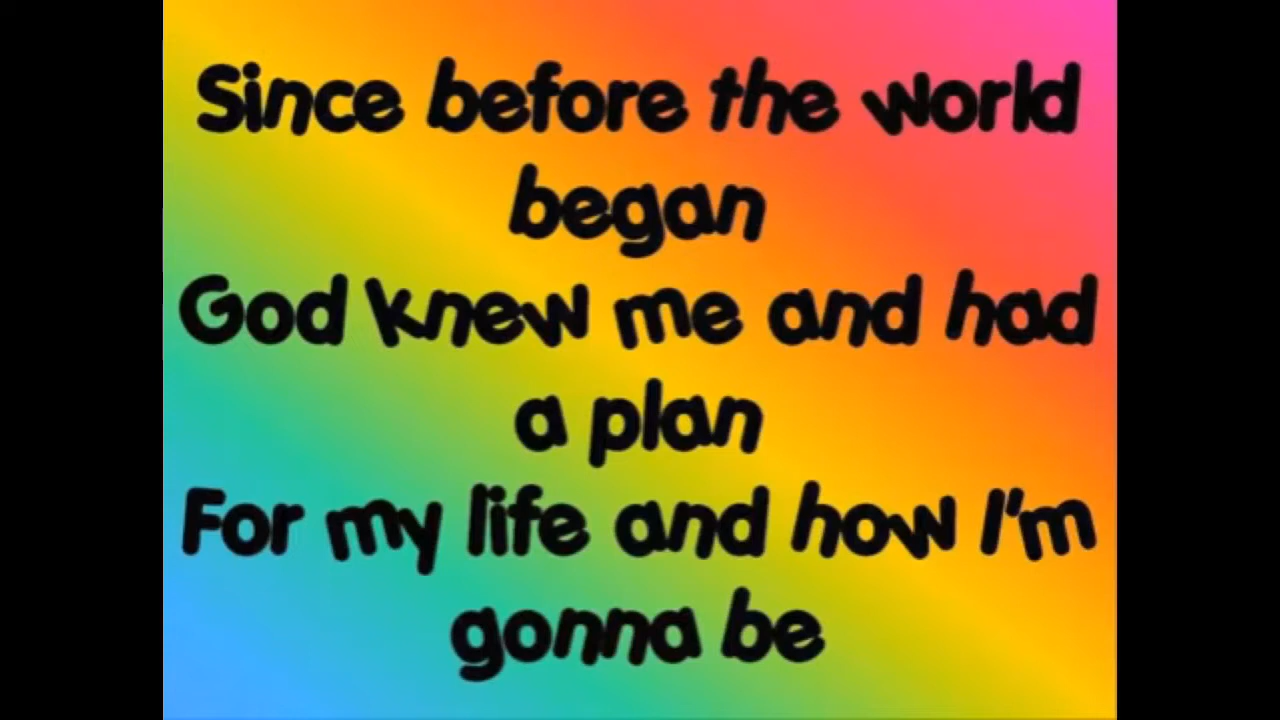 Since before the world
began
God knew me and had
a plan
For my life and how I'm
gonna be